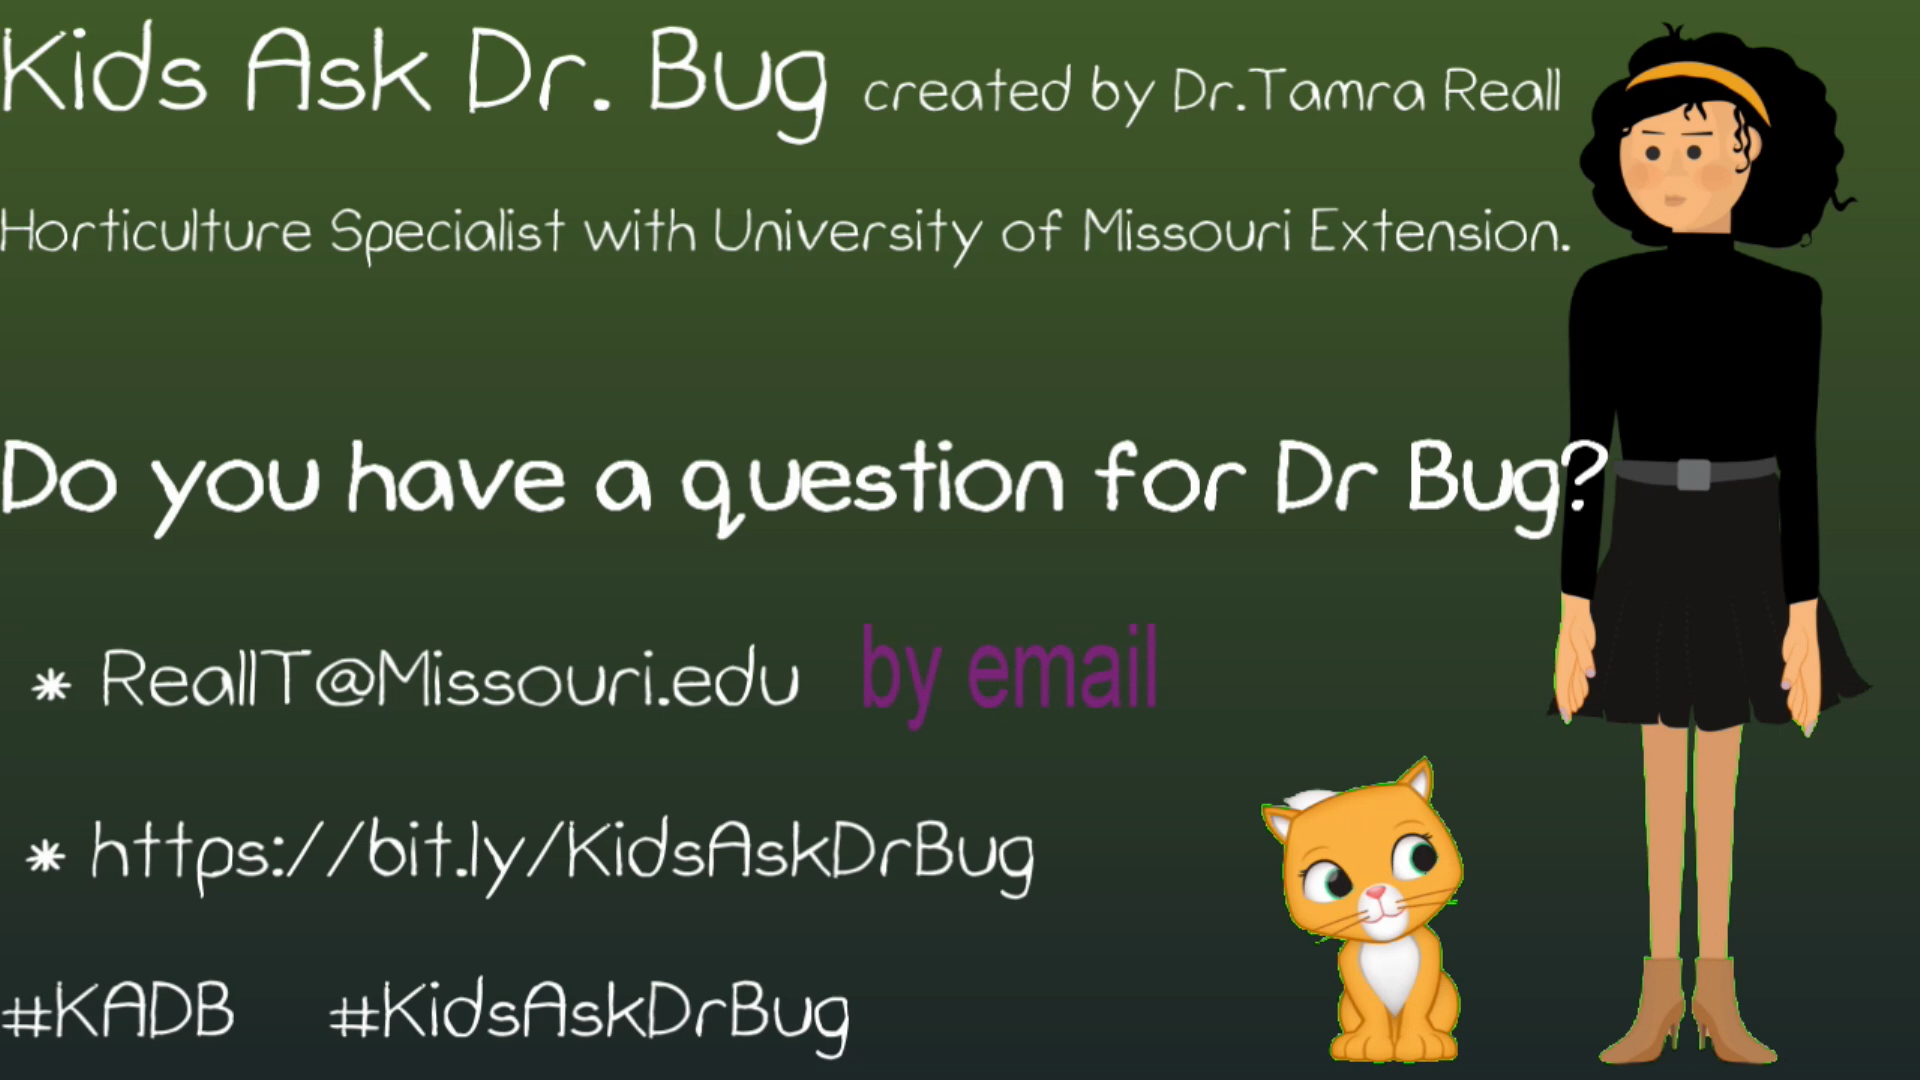 Kids Ask Dr. Bug created by Dr.Tamra Reall
Horticulture Specialist with University of Missouri Extension.
Do you have a question for Dr Bug?
* ReallT@Missouri.edu by email
* https://bit.ly/KidsAskDrBug
#KADB #KidsAskDrBug